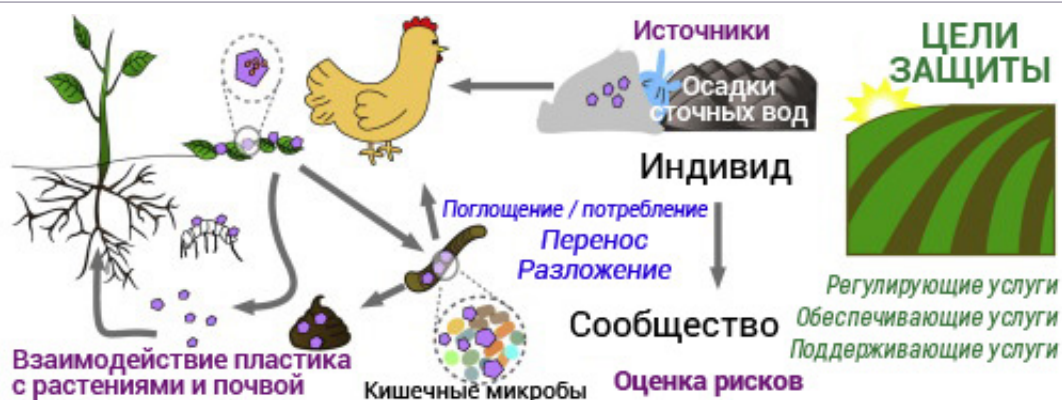 Источники
Осадки
сточных вод
ЦЕЛИ
ЗАЩИТЫ
Индивид
Поглощение / потребление
Перенос
Разложение
Сообщество
Регулирующие услуги
Обеспечивающие услуги
Поддерживающие услуги
Взаимодействие пластика
с растениями и почвой
Кишечные микробы
Оценка рисков